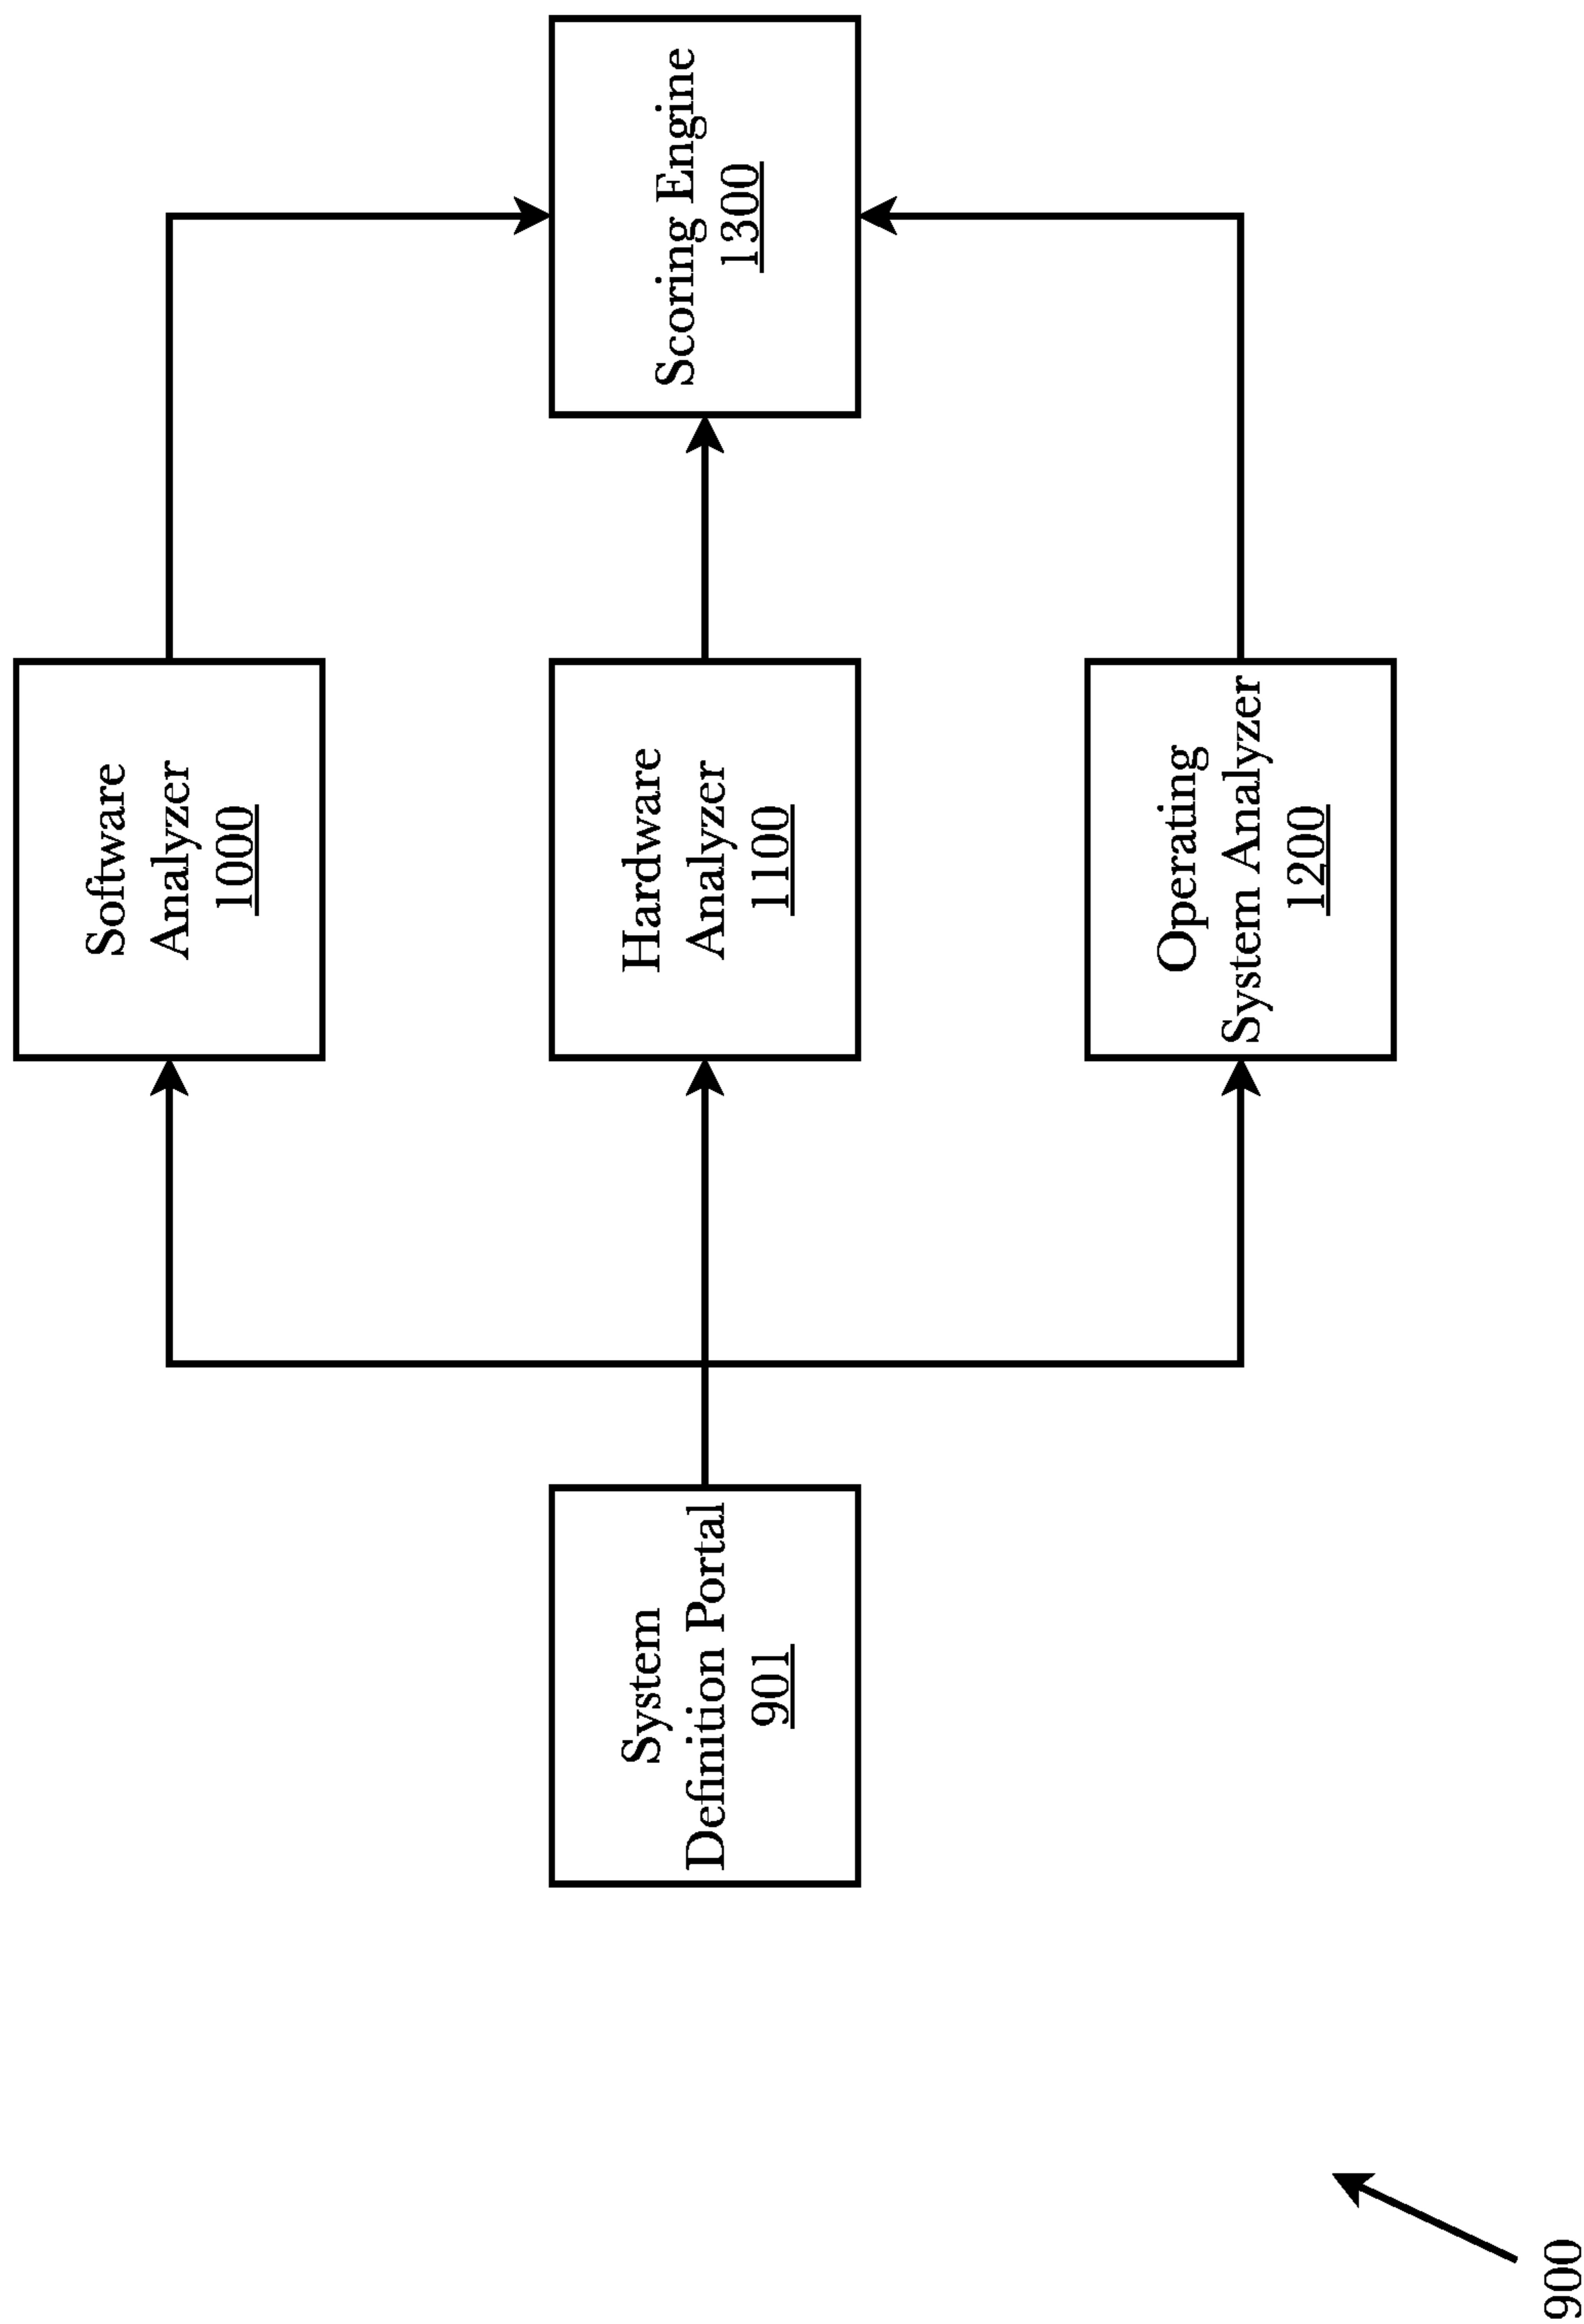 Software
Analyzer
1000
System
Definition Portal
901
Hardware
Analyzer
1100
Scoring Engine
1300
Operating
System Analyzer
1200
900